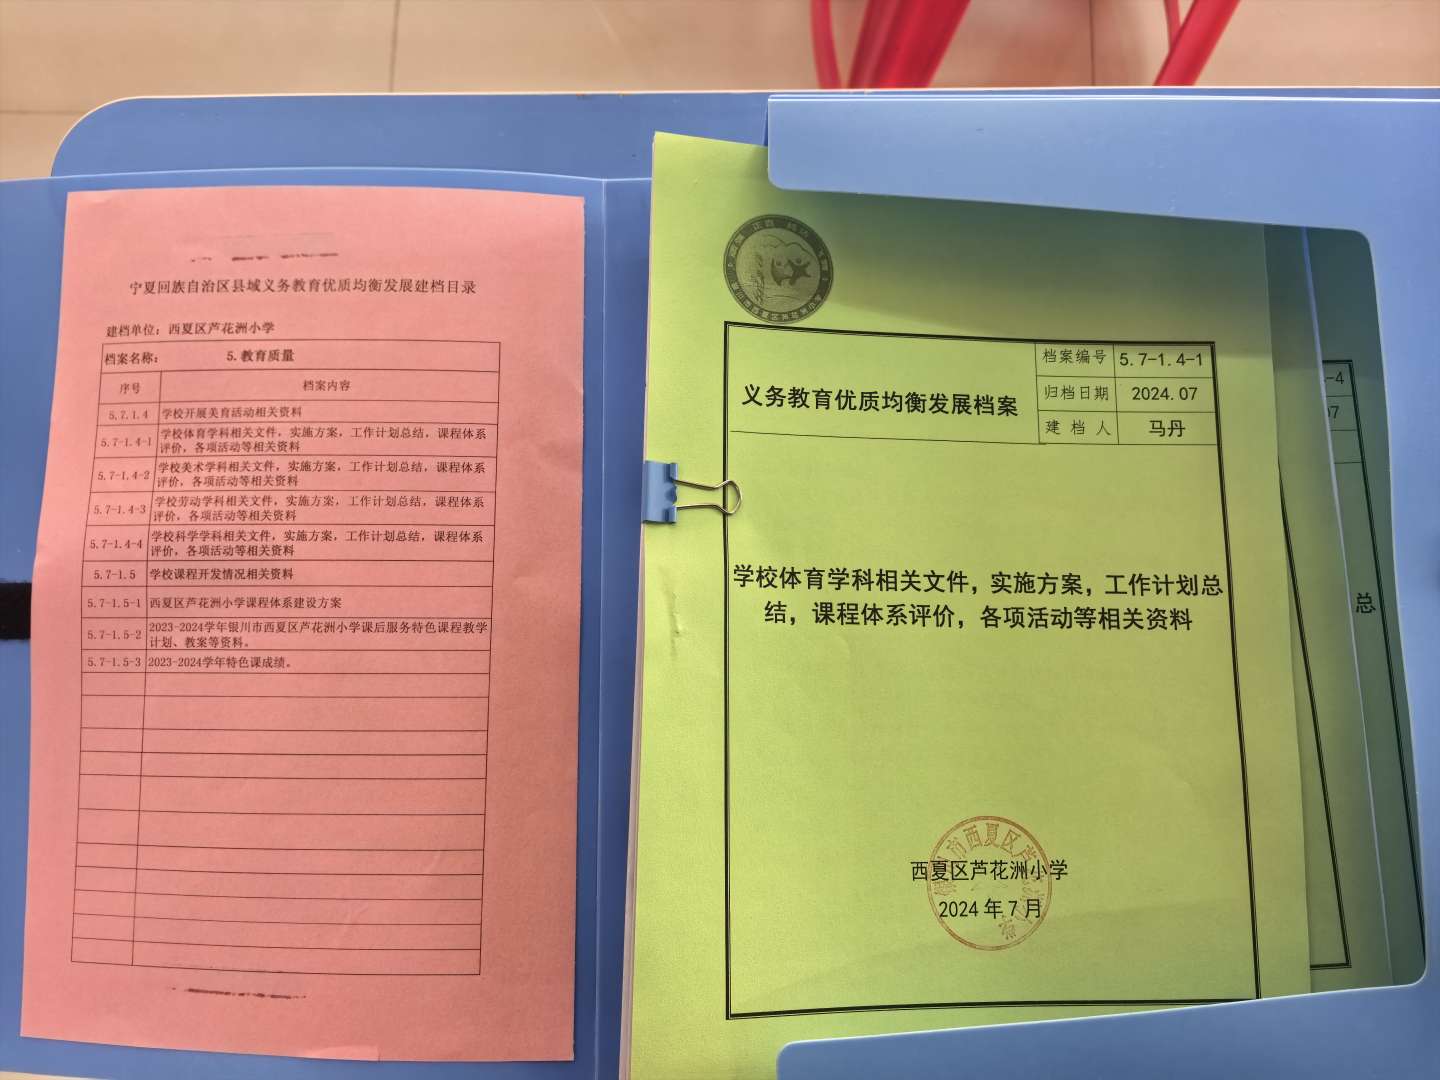 宁夏回族自治区县域义务教育优质均衡发展建档目录
建档单位：西夏区芦花洲小学
档案名称： 5.教育质量
序号 档案内容
5.7.1.4 学校开展美育活动相关资料
5.7-1.4-1 学校体育学科相关文件，实施方案，工作计划总结，课程体系
评价，各项活动等相关资料
5.7-1.4-2 学校美术学科相关文件，实施方案，工作计划总结，课程体系
评价，各项活动等相关资料
5.7-1.4-3 学校劳动学科相关文件，实施方案，工作计划总结，课程体系
评价，各项活动等相关资料
5.7-1.4-4 学校科学学科相关文件，实施方案，工作计划总结，课程体系
评价，各项活动等相关资料
5.7-1.5 学校课程开发情况相关资料
5.7-1.5-1 西夏区芦花洲小学课程体系建设方案
5.7-1.5-2 2023-2024学年银川市西夏区芦花洲小学课后服务特色课程教学
计划、教案等资料。
5.7-1.5-3 2023-2024学年特色课成绩。
义务教育优质均衡发展档案
档案编号 5.7-1.4-1
归档日期 2024.07
建档人 马丹
学校体育学科相关文件，实施方案，工作计划总
结，课程体系评价，各项活动等相关资料
西夏区芦花洲小学
2024年7月
-4
07
总